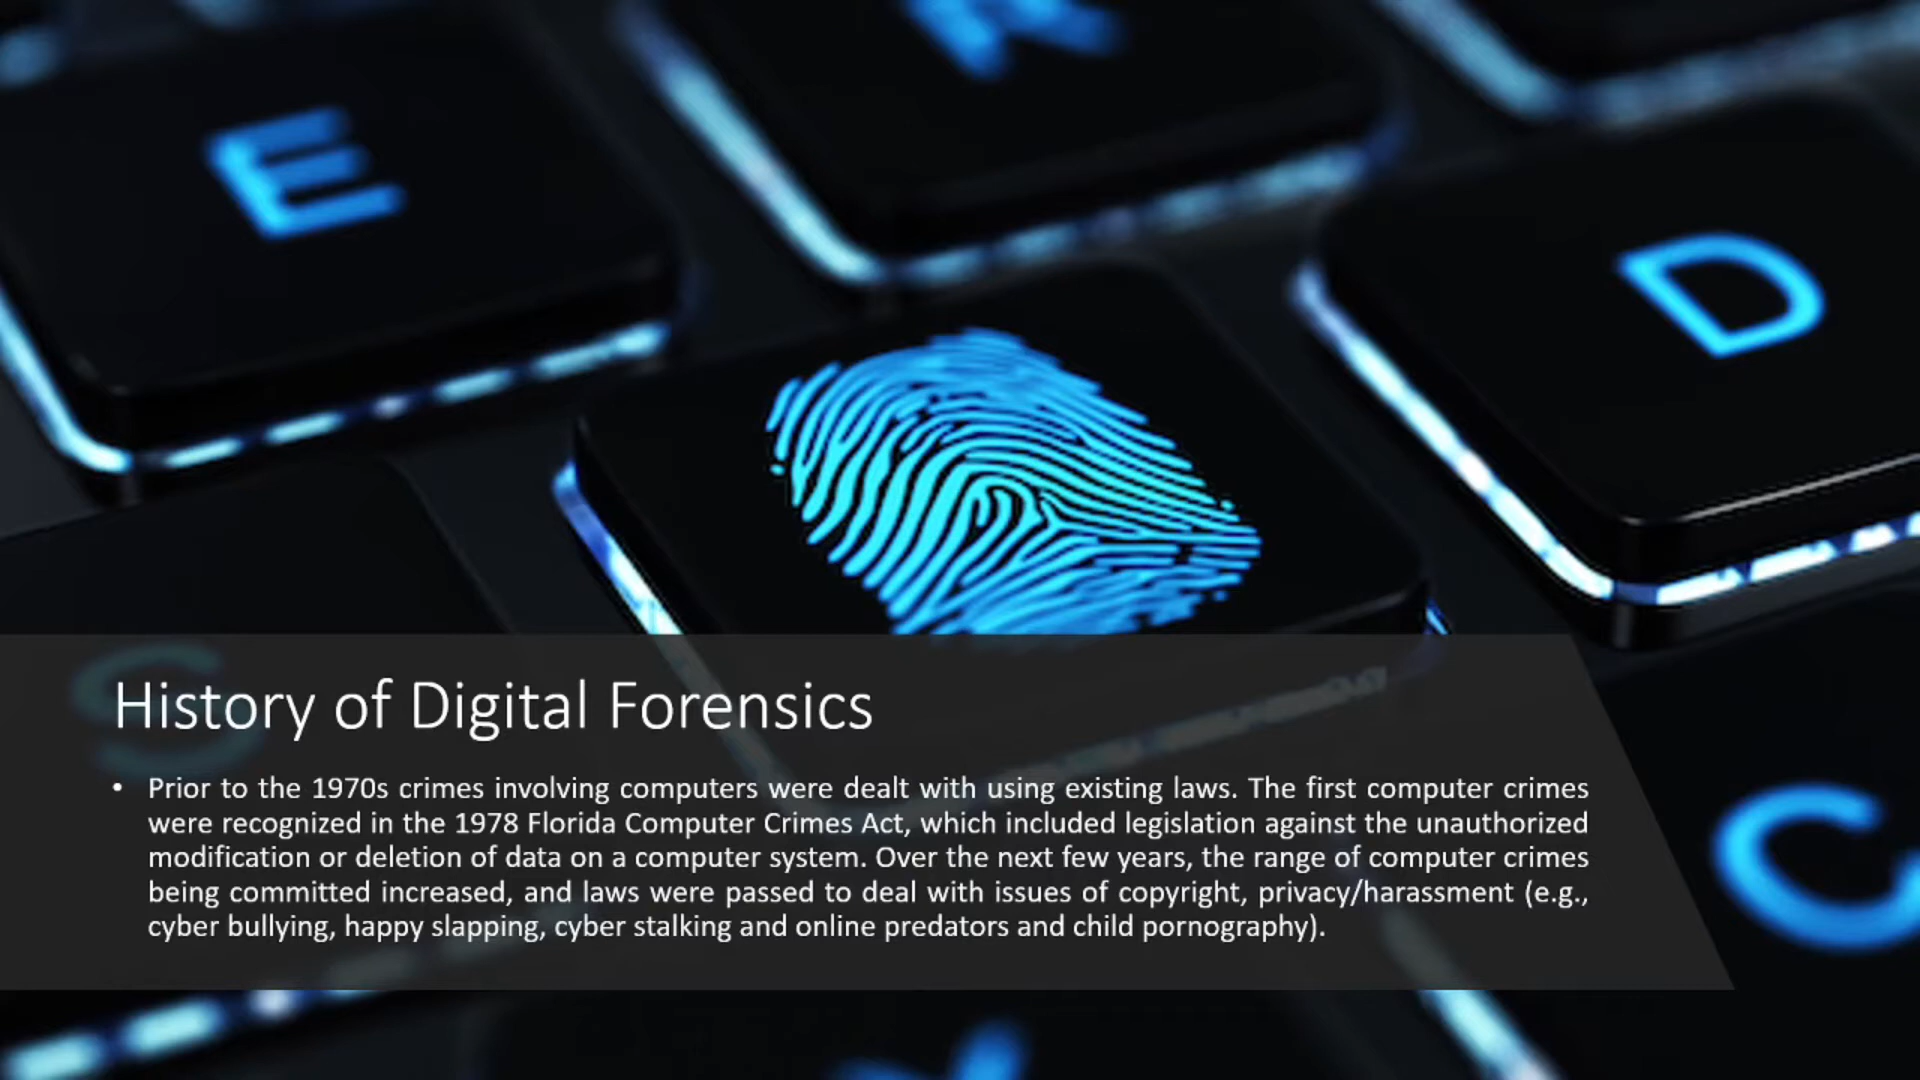 E
R
D
S
History of Digital Forensics
• Prior to the 1970s crimes involving computers were dealt with using existing laws. The first computer crimes
were recognized in the 1978 Florida Computer Crimes Act, which included legislation against the unauthorized
modification or deletion of data on a computer system. Over the next few years, the range of computer crimes
being committed increased, and laws were passed to deal with issues of copyright, privacy/harassment (e.g.,
cyber bullying, happy slapping, cyber stalking and online predators and child pornography).
C